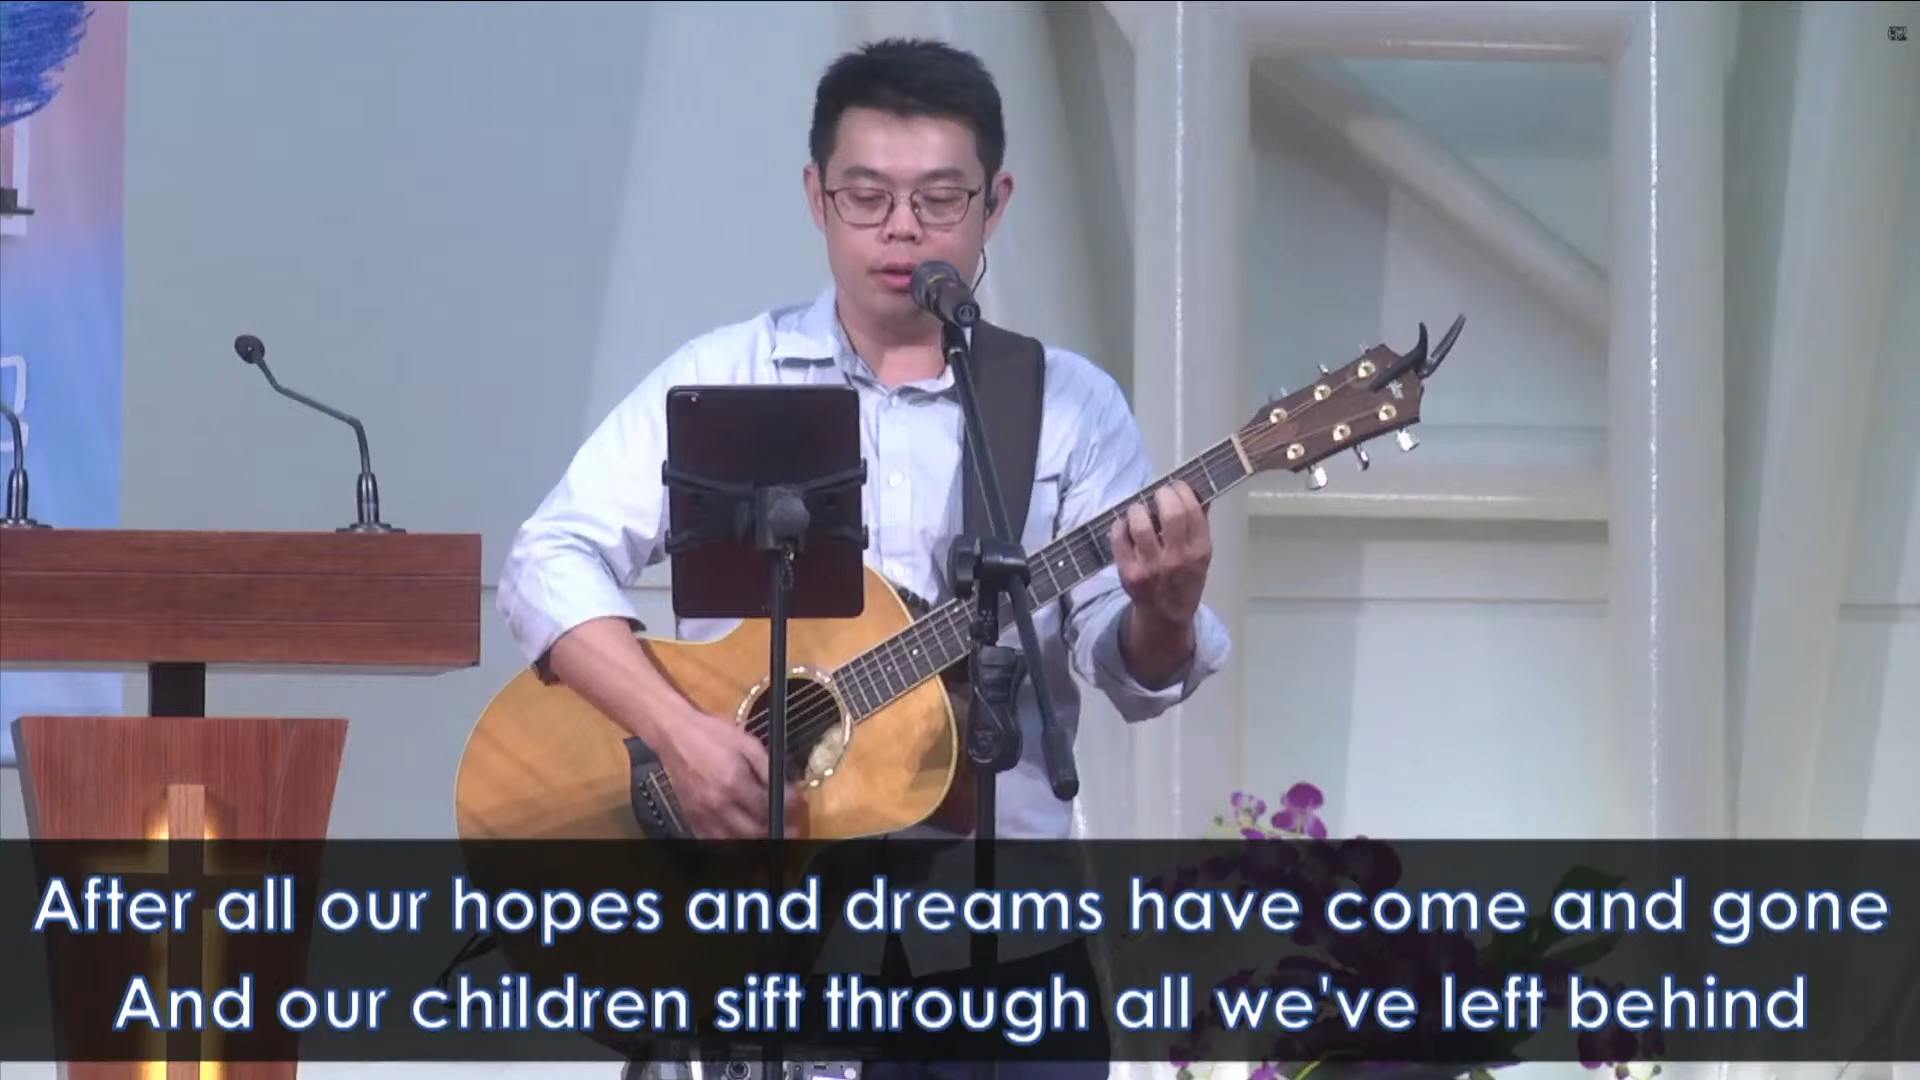 After all our hopes and dreams have come and gone
And our children sift through all we've left behind